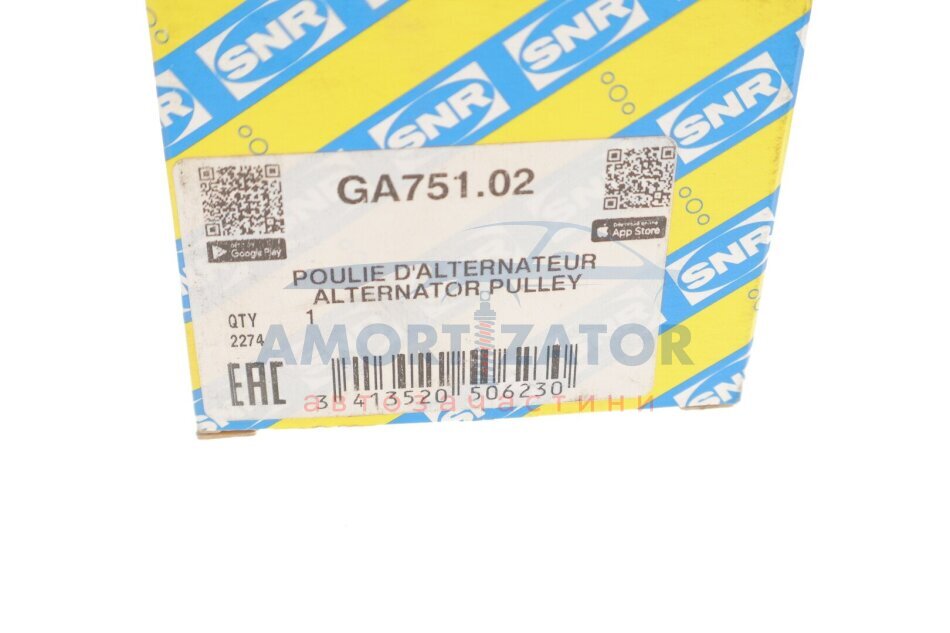 SNR
SNR
SNR
SNR
SNR
GA751.02
Google Play
App Store
POULIE D'ALTERNATEUR
ALTERNATOR PULLEY
QTY 1
2274
AMORTIZATOR
EAC
3 413520 506230
автозапчастини
SNR
SNR